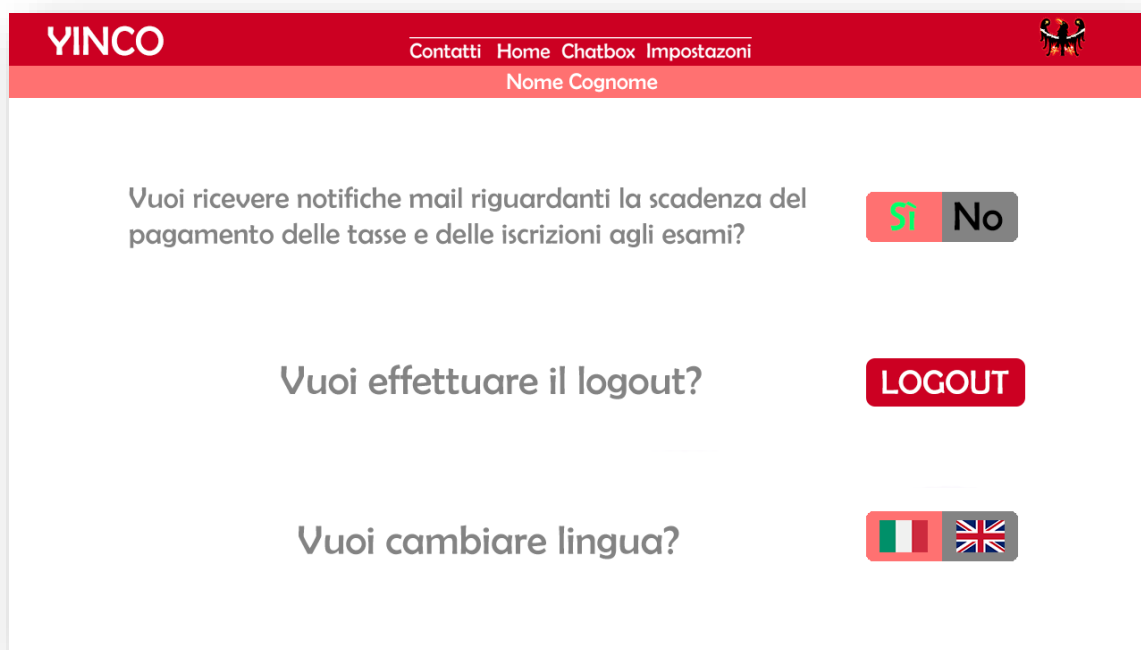 YINCO
Contatti Home Chatbox Impostazoni
Nome Cognome
Vuoi ricevere notifiche mail riguardanti la scadenza del
pagamento delle tasse e delle iscrizioni agli esami?
Sì No
Vuoi effettuare il logout?
LOGOUT
Vuoi cambiare lingua?